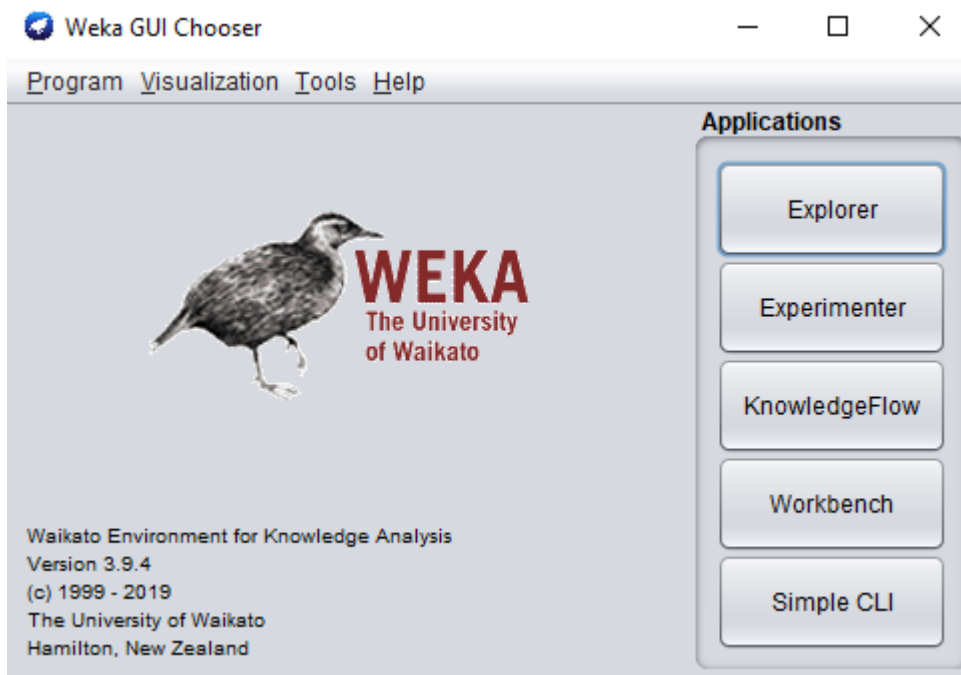 Weka GUI Chooser
Program Visualization Tools Help
Applications
Explorer
Experimenter
KnowledgeFlow
Workbench
Simple CLI
WEKA
The University
of Waikato
Waikato Environment for Knowledge Analysis
Version 3.9.4
(c) 1999 - 2019
The University of Waikato
Hamilton, New Zealand